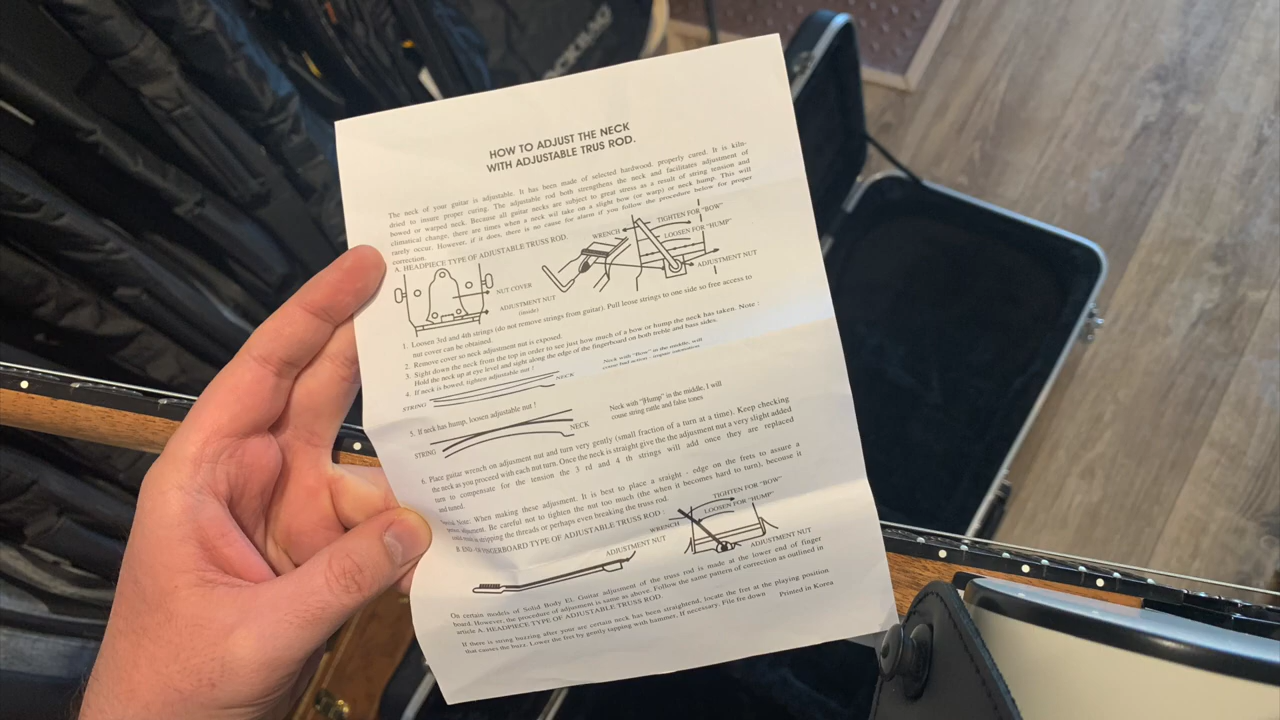 HOW TO ADJUST THE NECK
WITH ADJUSTABLE TRUS ROD.
The neck of your guitar is adjustable. It has been made of selected hardwood, properly cured. It is kiln-
dried to insure proper curing. The adjustable rod both strengthens the neck and facilitates adjustment of
bowed or warped neck. Because all guitar necks are subject to great stress as a result of string tension and
climatical change, there are times when a neck wil take on a slight bow (or warp) or neck hump. This will
rarely occur. However, if it does, there is no cause for alarm if you follow the procedure below for proper
correction.
A. HEADPIECE TYPE OF ADJUSTABLE TRUSS ROD.
WRENCH
TIGHTEN FOR "BOW"
LOOSEN FOR "HUMP"
ADJUSTMENT NUT
NUT COVER
ADJUSTMENT NUT
(inside)
1. Loosen 3rd and 4th strings (do not remove strings from guitar). Pull loose strings to one side so free access to
nut cover can be obtained.
2. Remove cover so neck adjustment nut is exposed.
3. Sight down the neck from the top in order to see just how much of a bow or hump the neck has taken. Note :
Hold the neck up at eye level and sight along the edge of the fingerboard on both treble and bass sides.
4. If neck is bowed, tighten adjustable nut !
STRING
NECK
Neck with "Bow" in the middle, will
couse bad action
5. If neck has hump, loosen adjustable nut !
STRING
NECK
Neck with "Hump" in the middle, I will
couse string rattle and false tones
6. Place guitar wrench on adjustment nut and turn very gently (small fraction of a turn at a time). Keep checking
the neck as you proceed with each nut turn. Once the neck is straight give the the adjusment nut a very slight added
turn to compensate for the tension the 3 rd and 4 th strings will add once they are replaced
and tuned.
Note: When making these adjustment. It is best to place a staight - edge on the frets to assure a
adjustment. Be careful not to tighten the nut too much (the when it becomes hard to turn), becouse it
stripping the threads or perhaps even breaking the truss rod.
B. FINGERBOARD TYPE OF ADJUSTABLE TRUSS ROD :
WRENCH
TIGHTEN FOR "BOW"
LOOSEN FOR "HUMP"
ADJUSTMENT NUT
ADJUSTMENT NUT
On certain models of Solid Body El. Guitar adjusment of the truss rod is made at the lower end of finger
board. However, the procedure of adjusment is same as above. Follow the same pattern of correction as outlined in
article A. HEADPIECE TYPE OF ADJUSTABLE TRUSS ROD.
If there is string buzzing after your are certain neck has been straightend, locate the fret at the playing position
that causes the buzz. Lower the fret by gently tapping with hammer, If necessary. File fret down
Printed in Korea